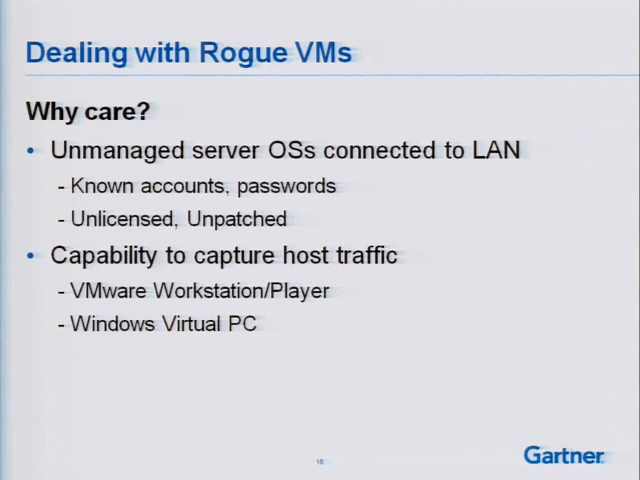 Dealing with Rogue VMs
Why care?
• Unmanaged server OSs connected to LAN
- Known accounts, passwords
- Unlicensed, Unpatched
• Capability to capture host traffic
- VMware Workstation/Player
- Windows Virtual PC
16
Gartner